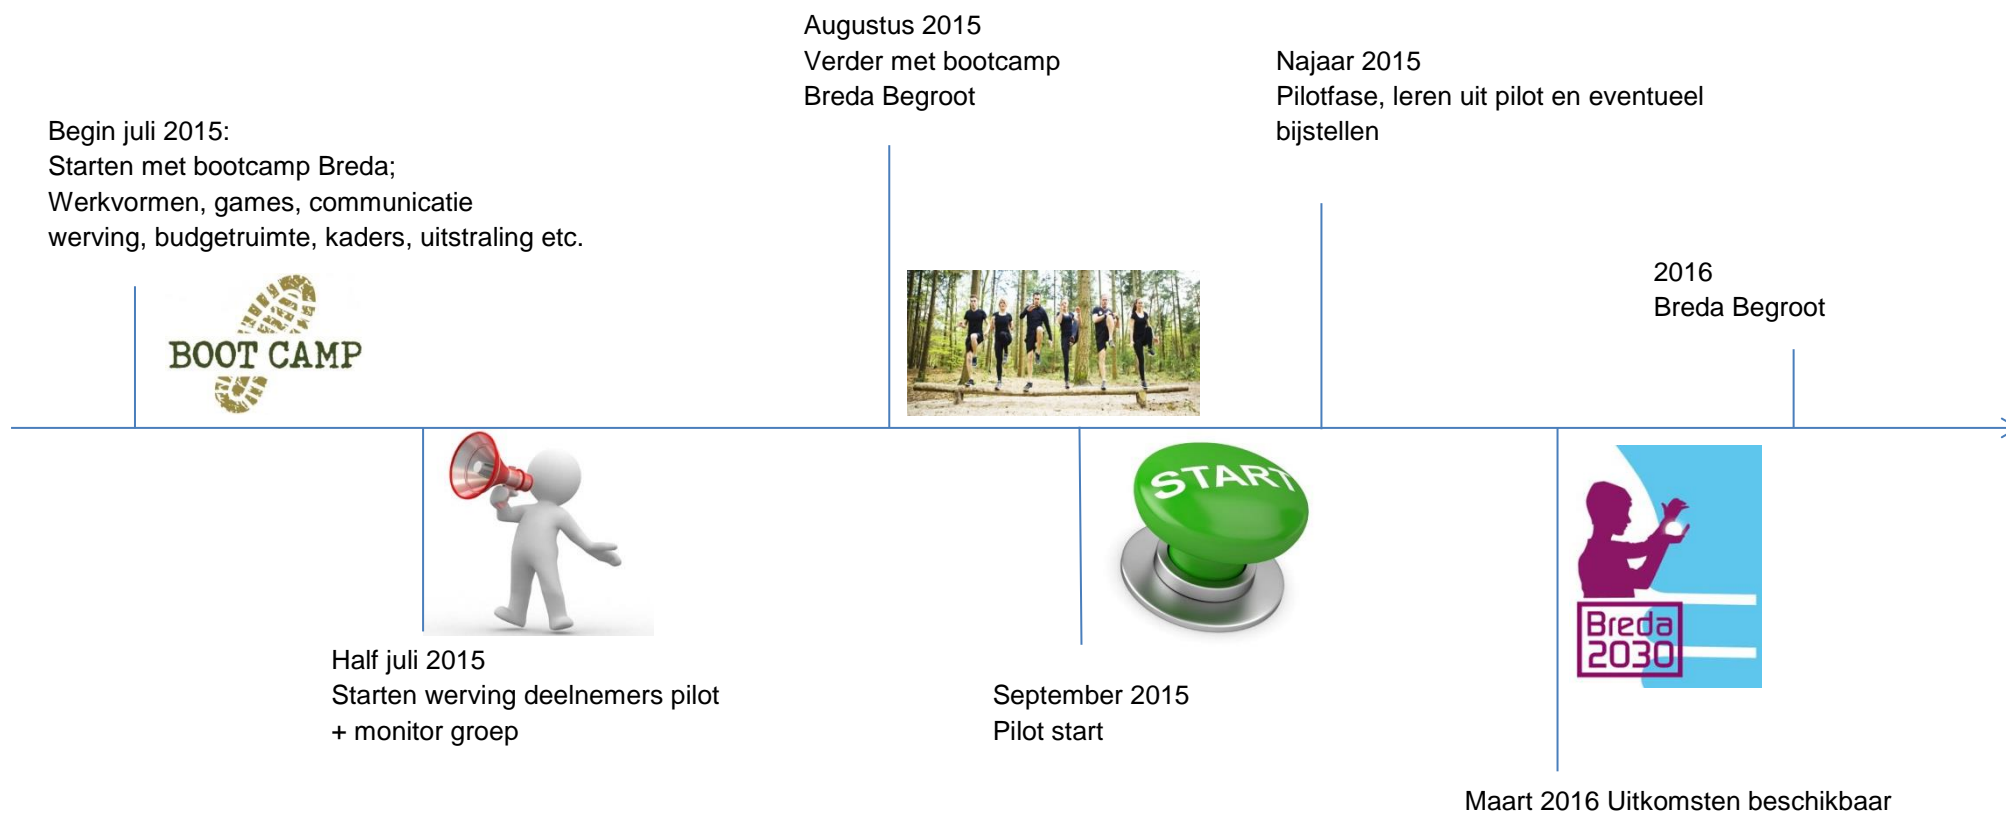 Begin juli 2015:
Starten met bootcamp Breda;
Werkvormen, games, communicatie
werving, budgetruimte, kaders, uitstraling etc.
BOOT CAMP
Half juli 2015
Starten werving deelnemers pilot
+ monitor groep
Augustus 2015
Verder met bootcamp
Breda Begroot
September 2015
Pilot start
START
Najaar 2015
Pilotfase, leren uit pilot en eventueel
bijstellen
Maart 2016 Uitkomsten beschikbaar
Breda
2030
2016
Breda Begroot